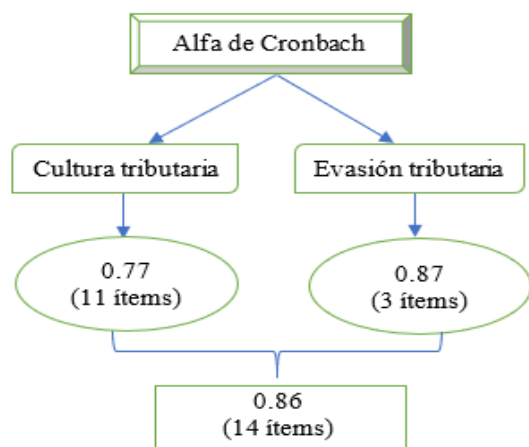 Alfa de Cronbach
Cultura tributaria
Evasión tributaria
0.77
(11 ítems)
0.87
(3 ítems)
0.86
(14 ítems)